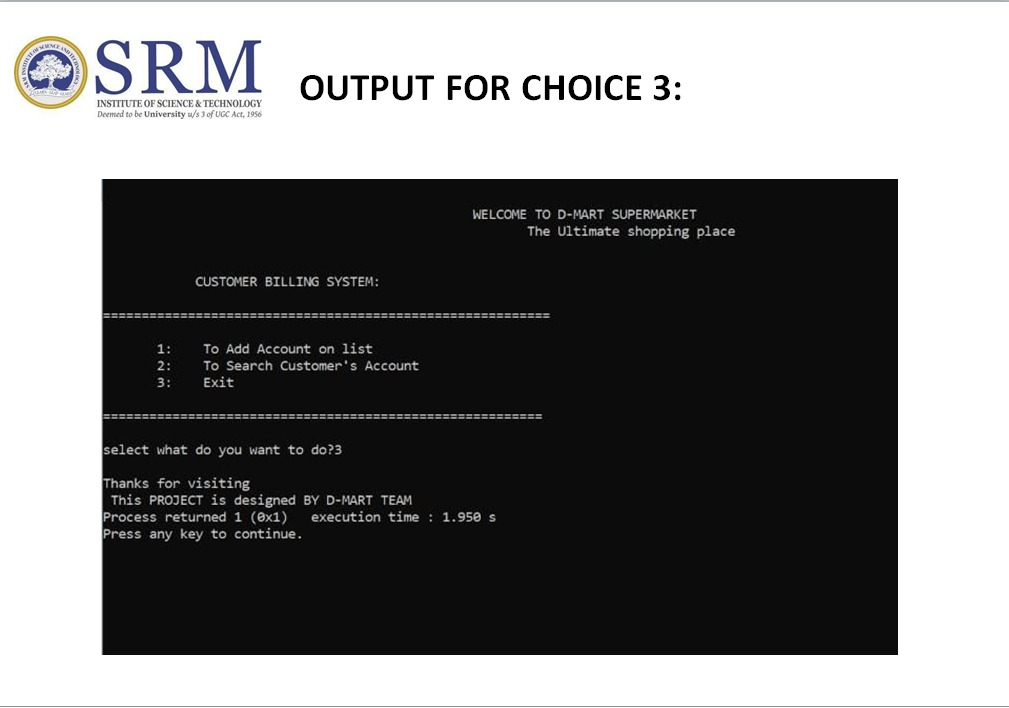 SRM
INSTITUTE OF SCIENCE & TECHNOLOGY
Deemed to be University u/s 3 of UGC Act, 1956
OUTPUT FOR CHOICE 3:
WELCOME TO D-MART SUPERMARKET
The Ultimate shopping place
CUSTOMER BILLING SYSTEM:
==========================================================
1: To Add Account on list
2: To Search Customer's Account
3: Exit
=========================================================
select what do you want to do?3
Thanks for visiting
This PROJECT is designed BY D-MART TEAM
Process returned 1 (0x1) execution time : 1.950 s
Press any key to continue.